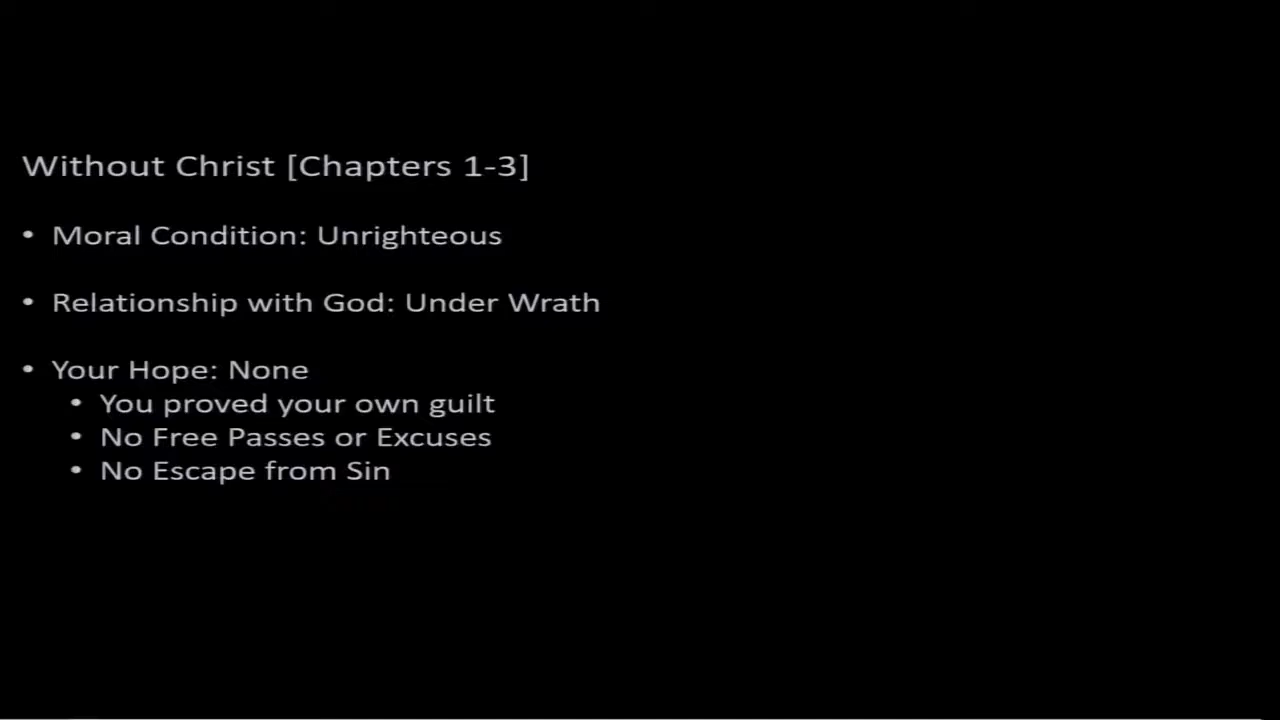 Without Christ [Chapters 1-3]
• Moral Condition: Unrighteous
• Relationship with God: Under Wrath
• Your Hope: None
• You proved your own guilt
• No Free Passes or Excuses
• No Escape from Sin